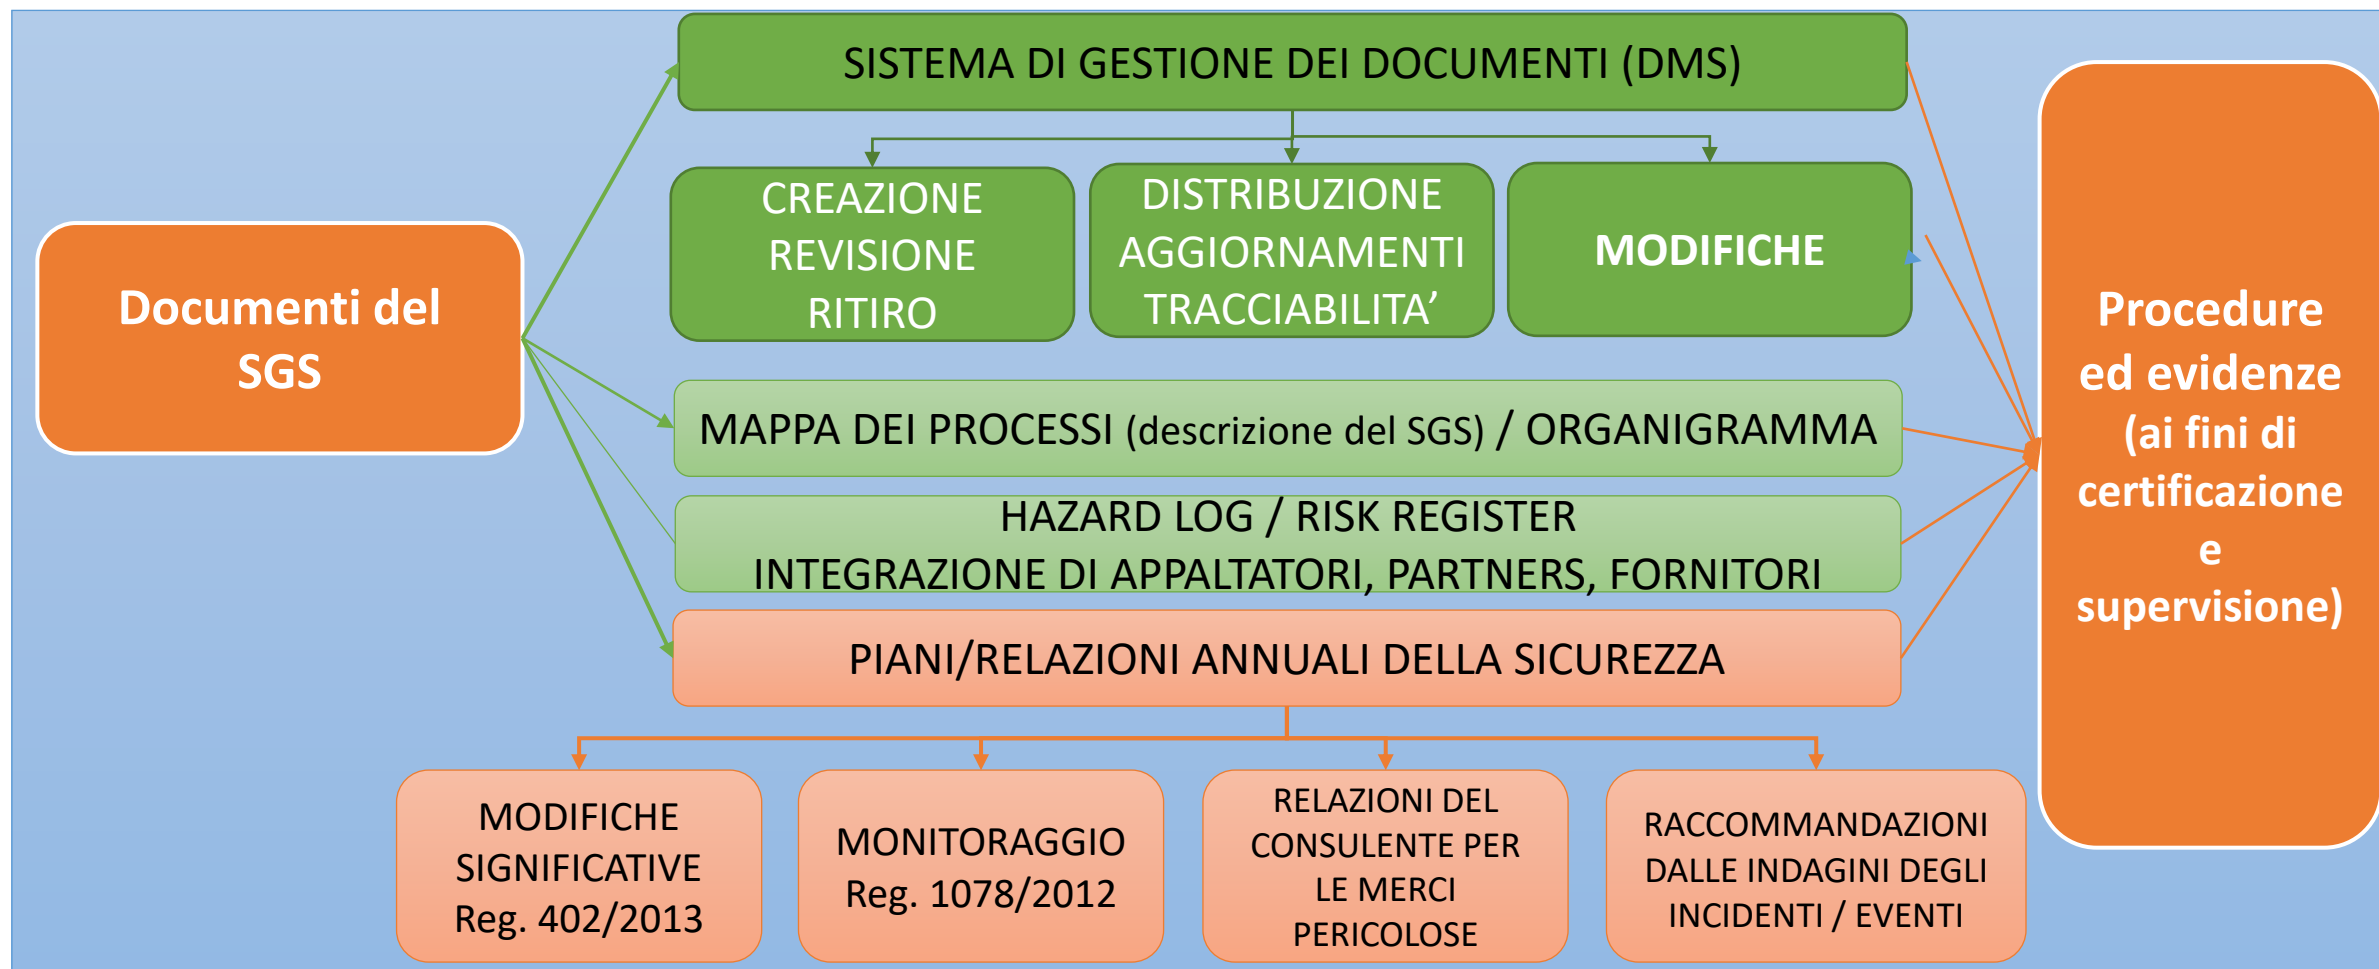 SISTEMA DI GESTIONE DEI DOCUMENTI (DMS)
CREAZIONE
REVISIONE
RITIRO
DISTRIBUZIONE
AGGIORNAMENTI
TRACCIABILITA’
MODIFICHE
Documenti del
SGS
MAPPA DEI PROCESSI (descrizione del SGS) / ORGANIGRAMMA
HAZARD LOG / RISK REGISTER
INTEGRAZIONE DI APPALTATORI, PARTNERS, FORNITORI
PIANI/RELAZIONI ANNUALI DELLA SICUREZZA
MODIFICHE
SIGNIFICATIVE
Reg. 402/2013
MONITORAGGIO
Reg. 1078/2012
RELAZIONI DEL
CONSULENTE PER
LE MERCI
PERICOLOSE
RACCOMMANDAZIONI
DALLE INDAGINI DEGLI
INCIDENTI / EVENTI
Procedure
ed evidenze
(ai fini di
certificazione
e
supervisione)